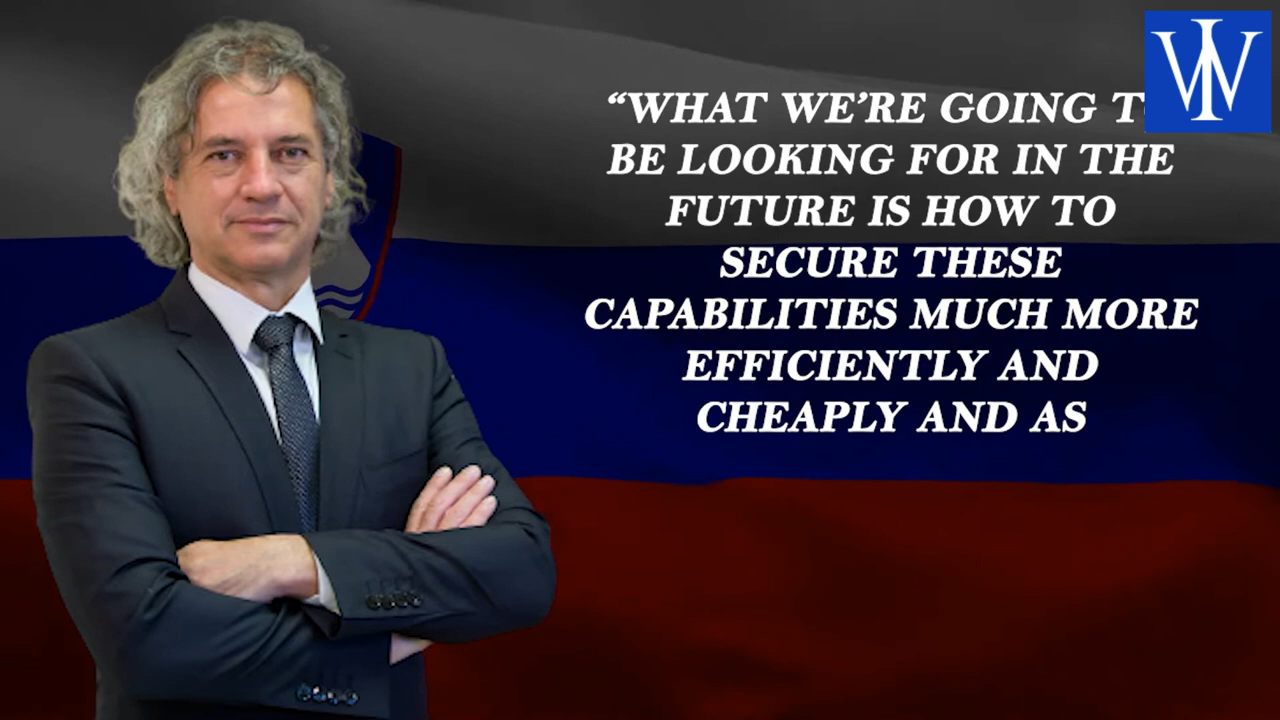 “WHAT WE’RE GOING T
BE LOOKING FOR IN THE
FUTURE IS HOW TO
SECURE THESE
CAPABILITIES MUCH MORE
EFFICIENTLY AND
CHEAPLY AND AS